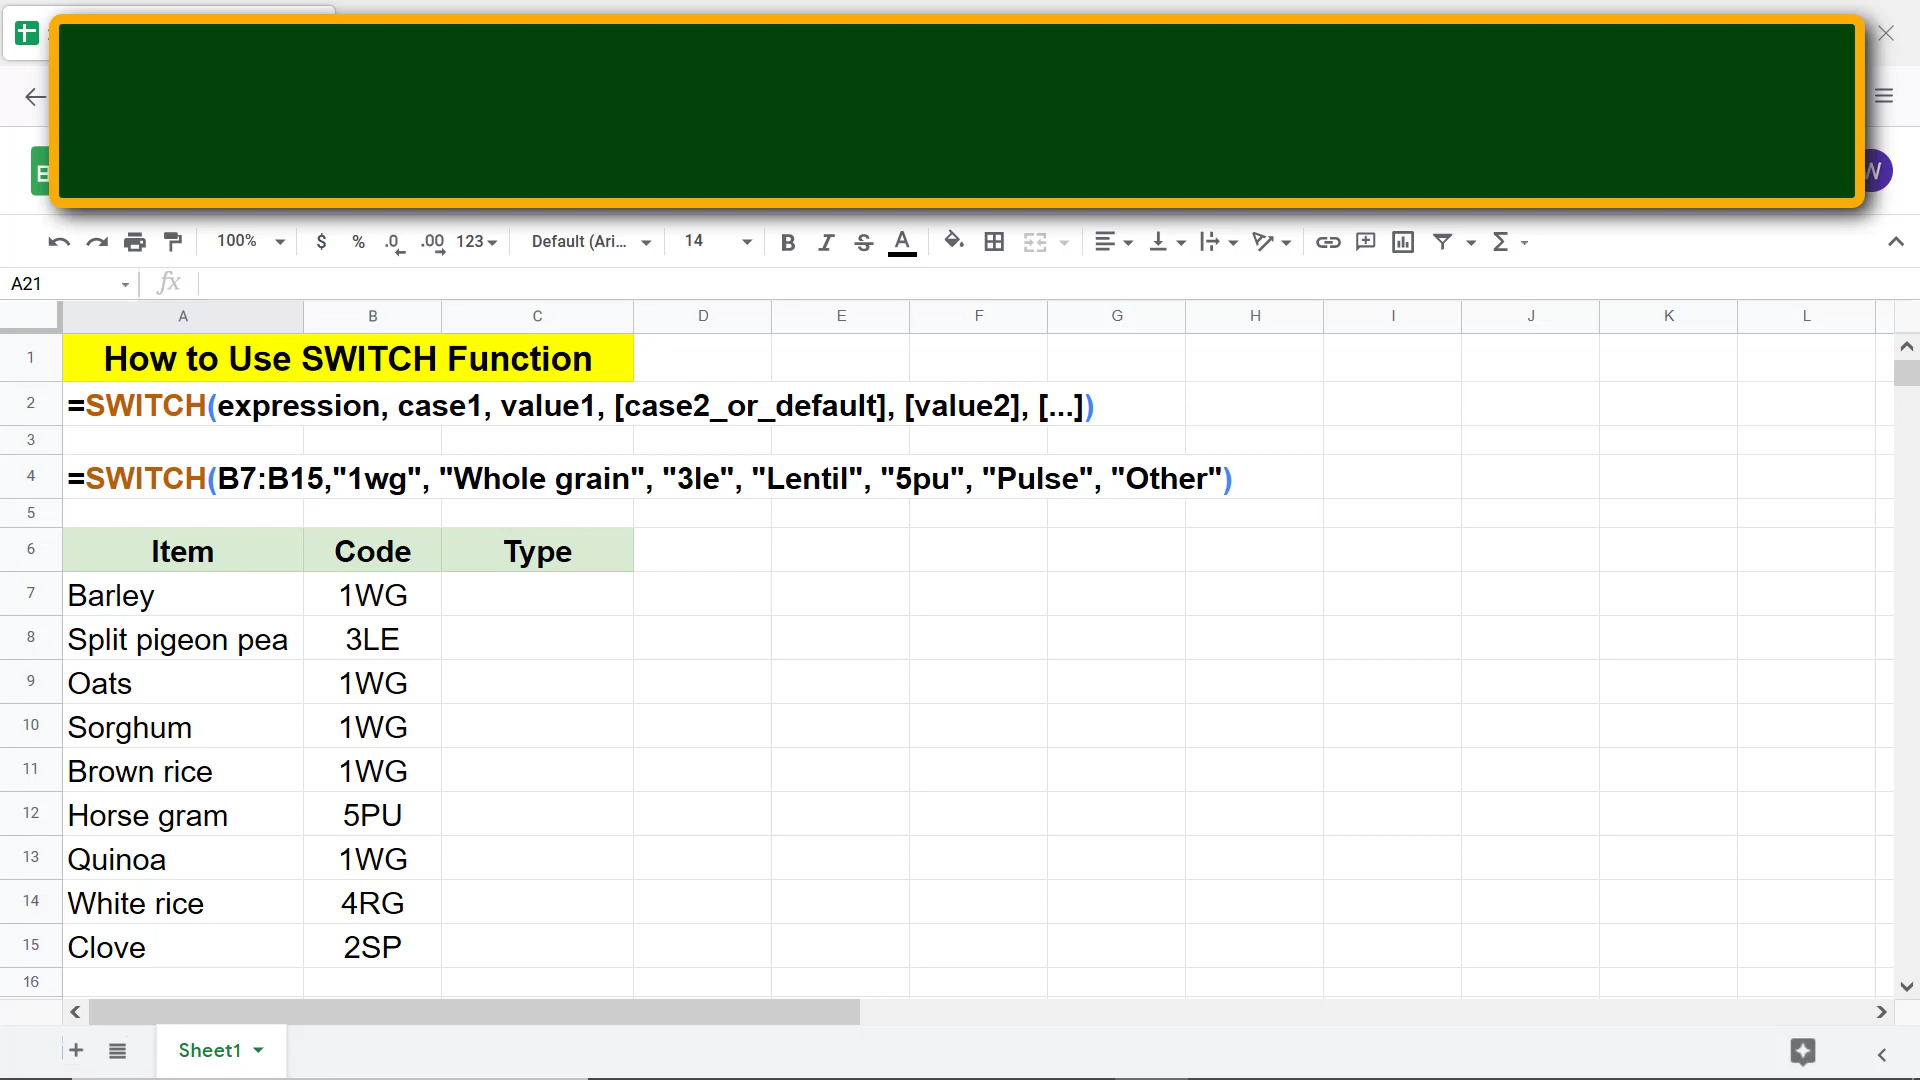 W
100%
$ % .0 .00 123
Default (Ari... 14
B I S A
A21 fx
A B C D E F G H I J K L
1 How to Use SWITCH Function
2 =SWITCH(expression, case1, value1, [case2_or_default], [value2], [...])
3
4 =SWITCH(B7:B15,"1wg", "Whole grain", "3le", "Lentil", "5pu", "Pulse", "Other")
5
6 Item Code Type
7 Barley 1WG
8 Split pigeon pea 3LE
9 Oats 1WG
10 Sorghum 1WG
11 Brown rice 1WG
12 Horse gram 5PU
13 Quinoa 1WG
14 White rice 4RG
15 Clove 2SP
16
Sheet1